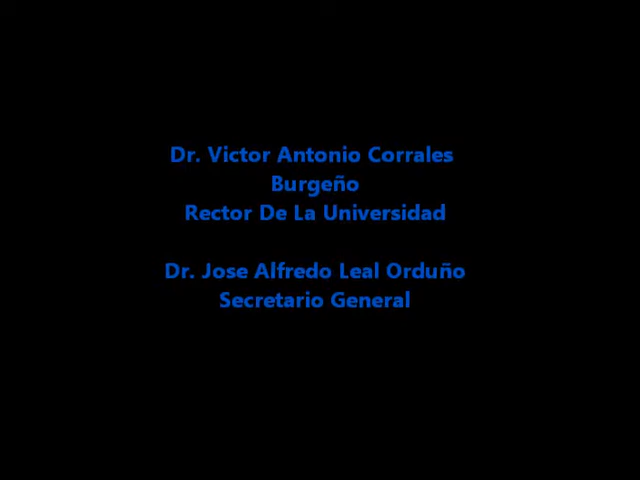 Dr. Victor Antonio Corrales
Burgeño
Rector De La Universidad
Dr. Jose Alfredo Leal Orduño
Secretario General